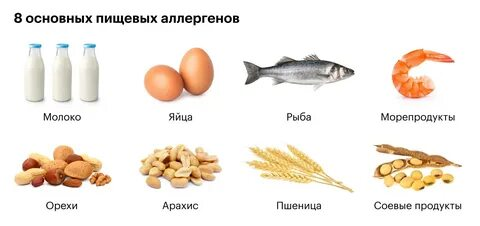 8 основных пищевых аллергенов
Молоко
Яйца
Рыба
Морепродукты
Орехи
Арахис
Пшеница
Соевые продукты